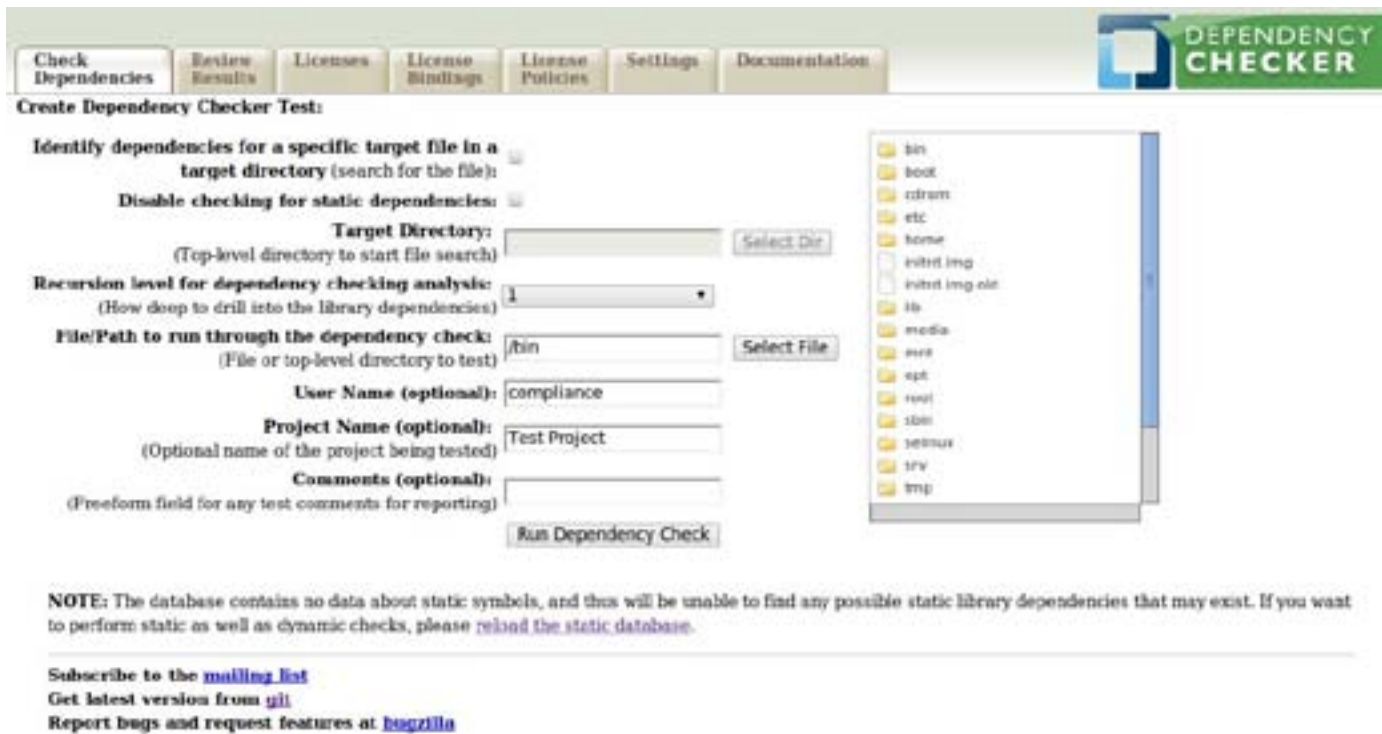 DEPENDENCY
CHECKER
Check
Dependencies
Review
Results
Licenses
License
Bindings
License
Policies
Settings
Documentation
Create Dependency Checker Test:
Identify dependencies for a specific target file in a
target directory (search for the file):
Disable checking for static dependencies:
Target Directory:
(Top-level directory to start file search)
Select Dir
Recursion level for dependency checking analysis:
(How deep to drill into the library dependencies)
1
File/Path to run through the dependency check:
(File or top-level directory to test)
/bin
Select File
User Name (optional):
compliance
Project Name (optional):
(Optional name of the project being tested)
Test Project
Comments (optional):
(Freeform field for any test comments for reporting)
Run Dependency Check
bin
boot
cdrom
etc
home
initrd.img
initrd.img.old
lib
media
mnt
opt
root
sbin
selinux
srv
tmp
NOTE: The database contains no data about static symbols, and thus will be unable to find any possible static library dependencies that may exist. If you want
to perform static as well as dynamic checks, please reload the static database.
Subscribe to the mailing list
Get latest version from git
Report bugs and request features at bugzilla